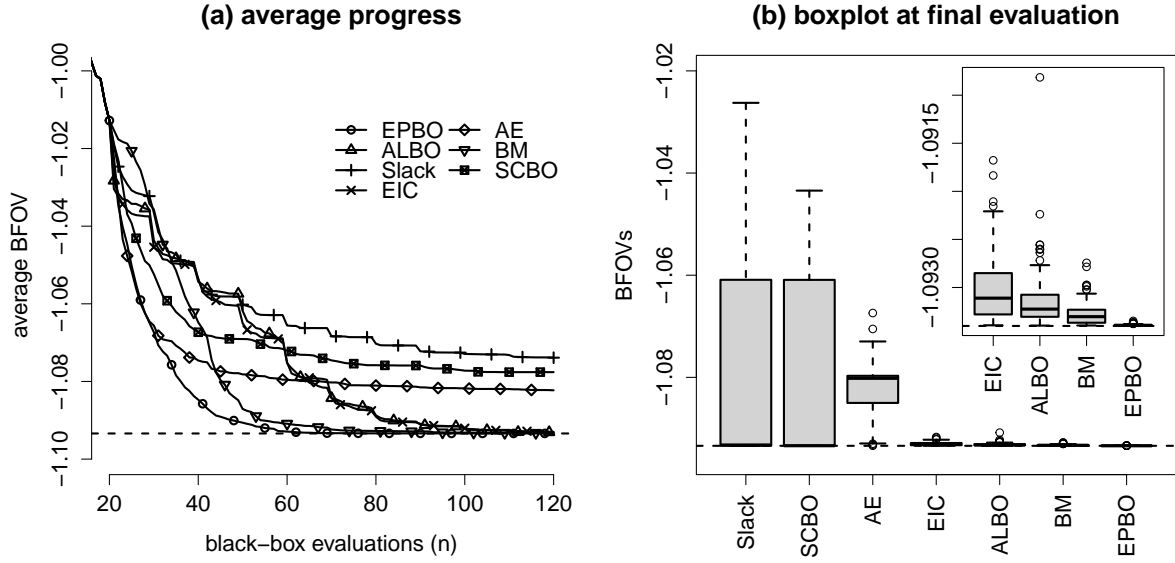 (a) average progress
average BFOV
−1.00
−1.02
−1.04
−1.06
−1.08
−1.10
EPBO
ALBO
Slack
EIC
AE
BM
SCBO
20
40
60
80
100
120
black−box evaluations (n)
(b) boxplot at final evaluation
BFOVs
−1.02
−1.04
−1.06
−1.08
−1.0915
−1.0930
EIC
ALBO
BM
EPBO
Slack
SCBO
AE
EIC
ALBO
BM
EPBO